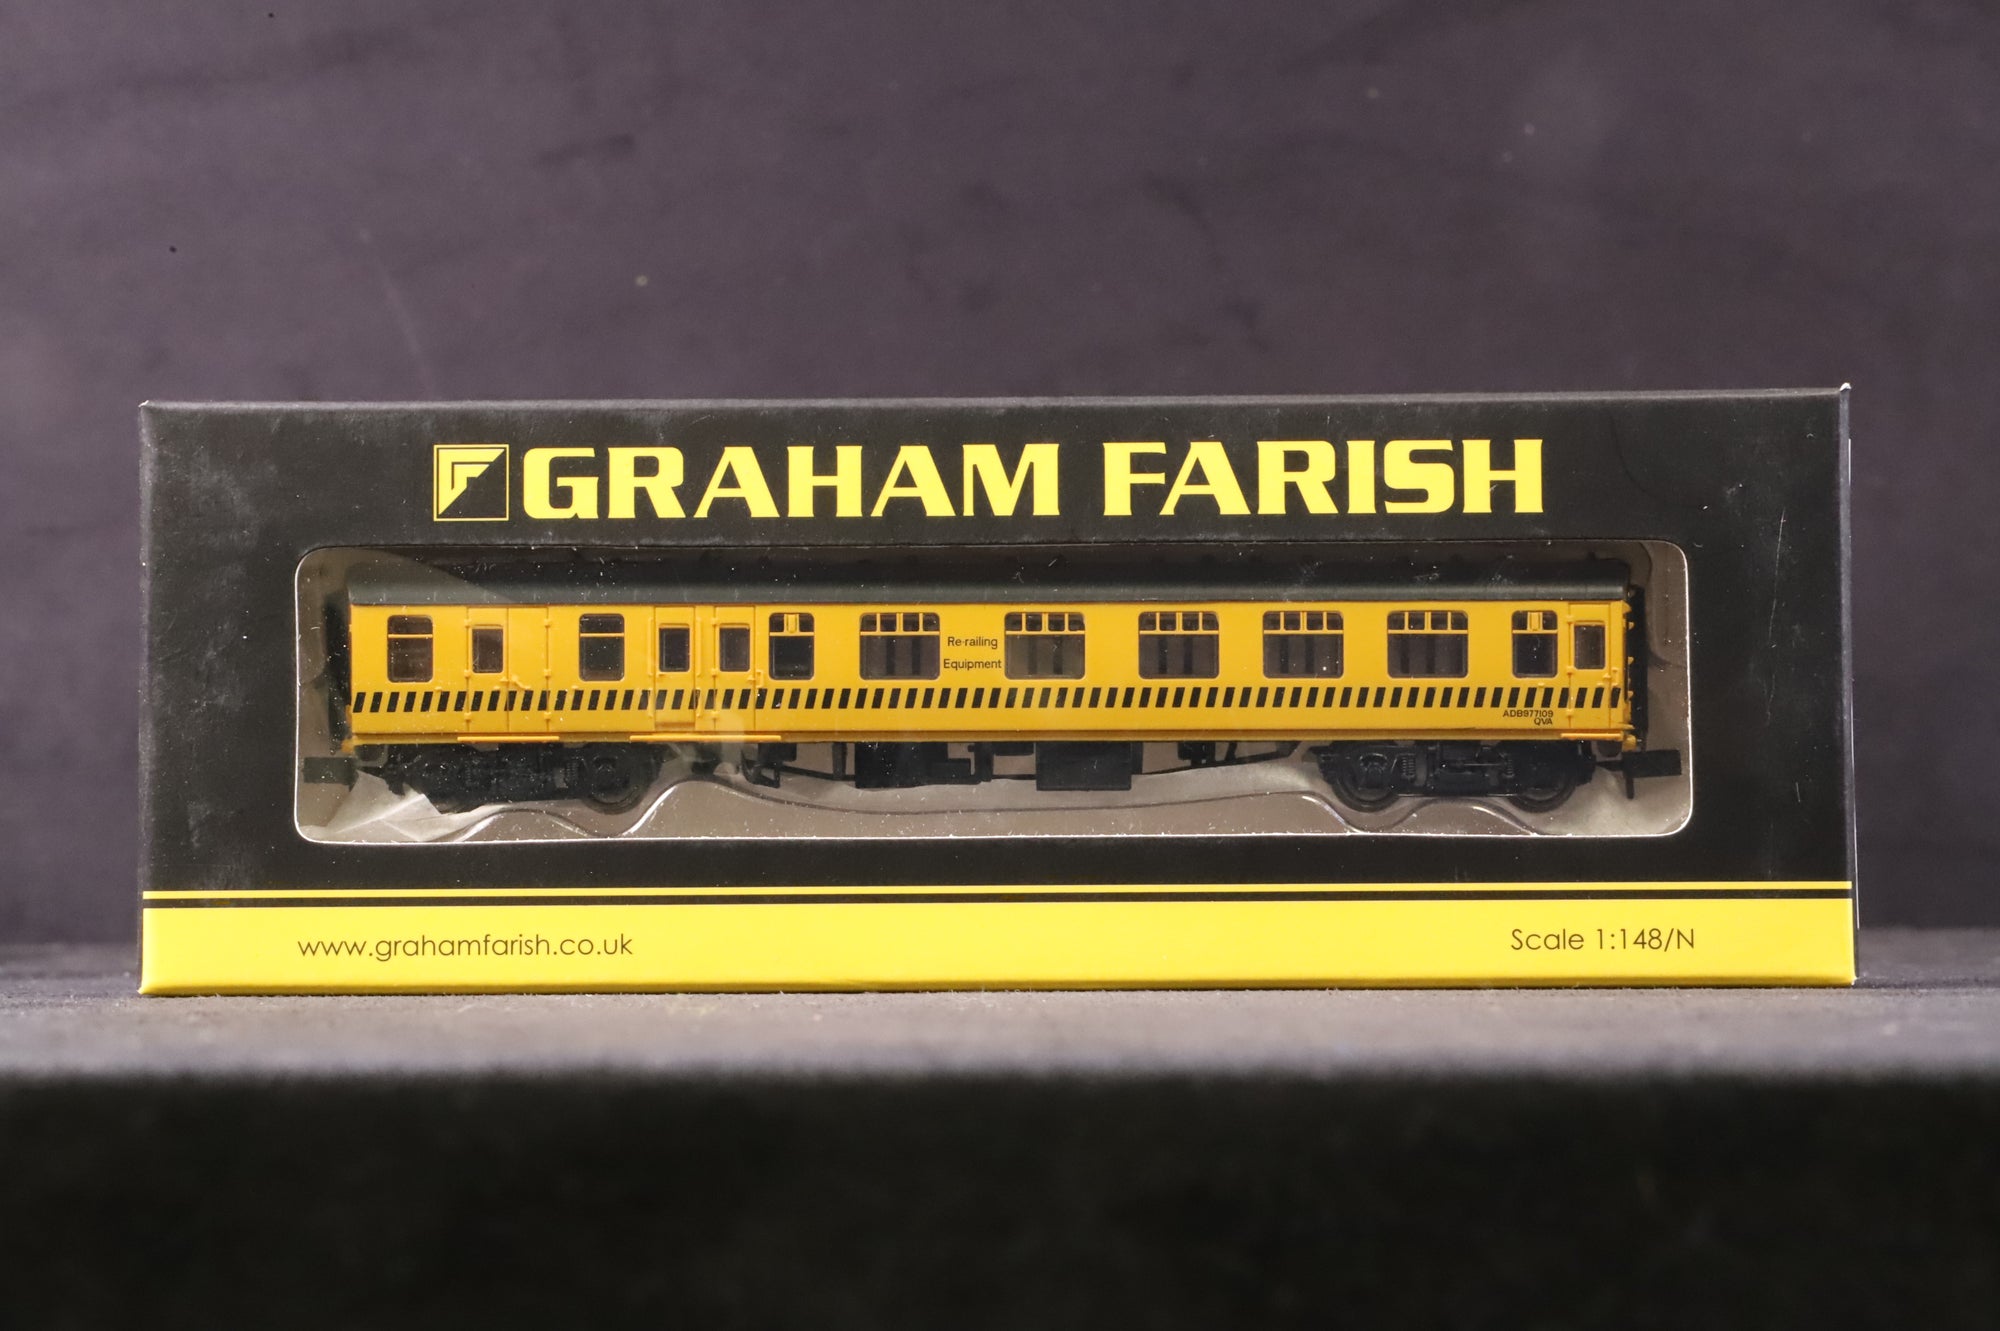 GRAHAM FARISH
Re-railing
Equipment
ADB977109
QVA
www.grahamfarish.co.uk
Scale 1:148/N